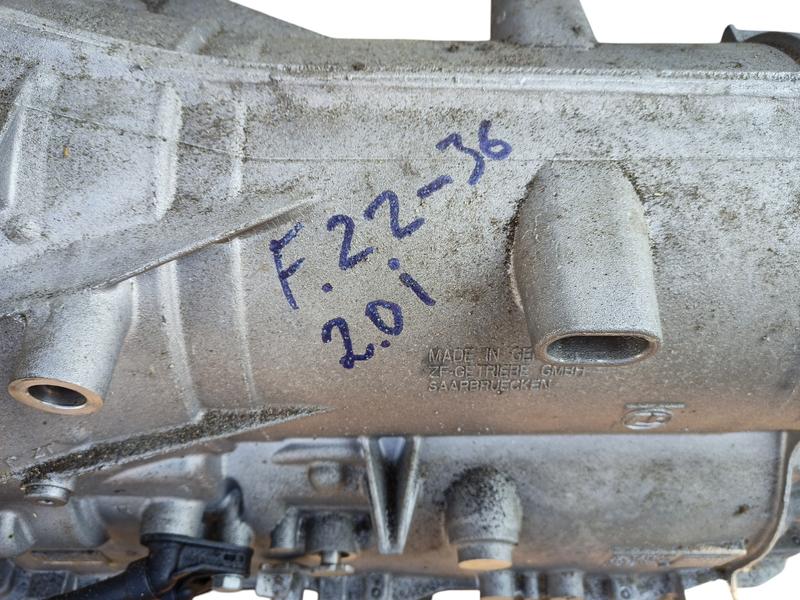 F.22-36
2.0i
MADE IN GE
ZF-GETRIEBE GMBH
SAARBRUECKEN